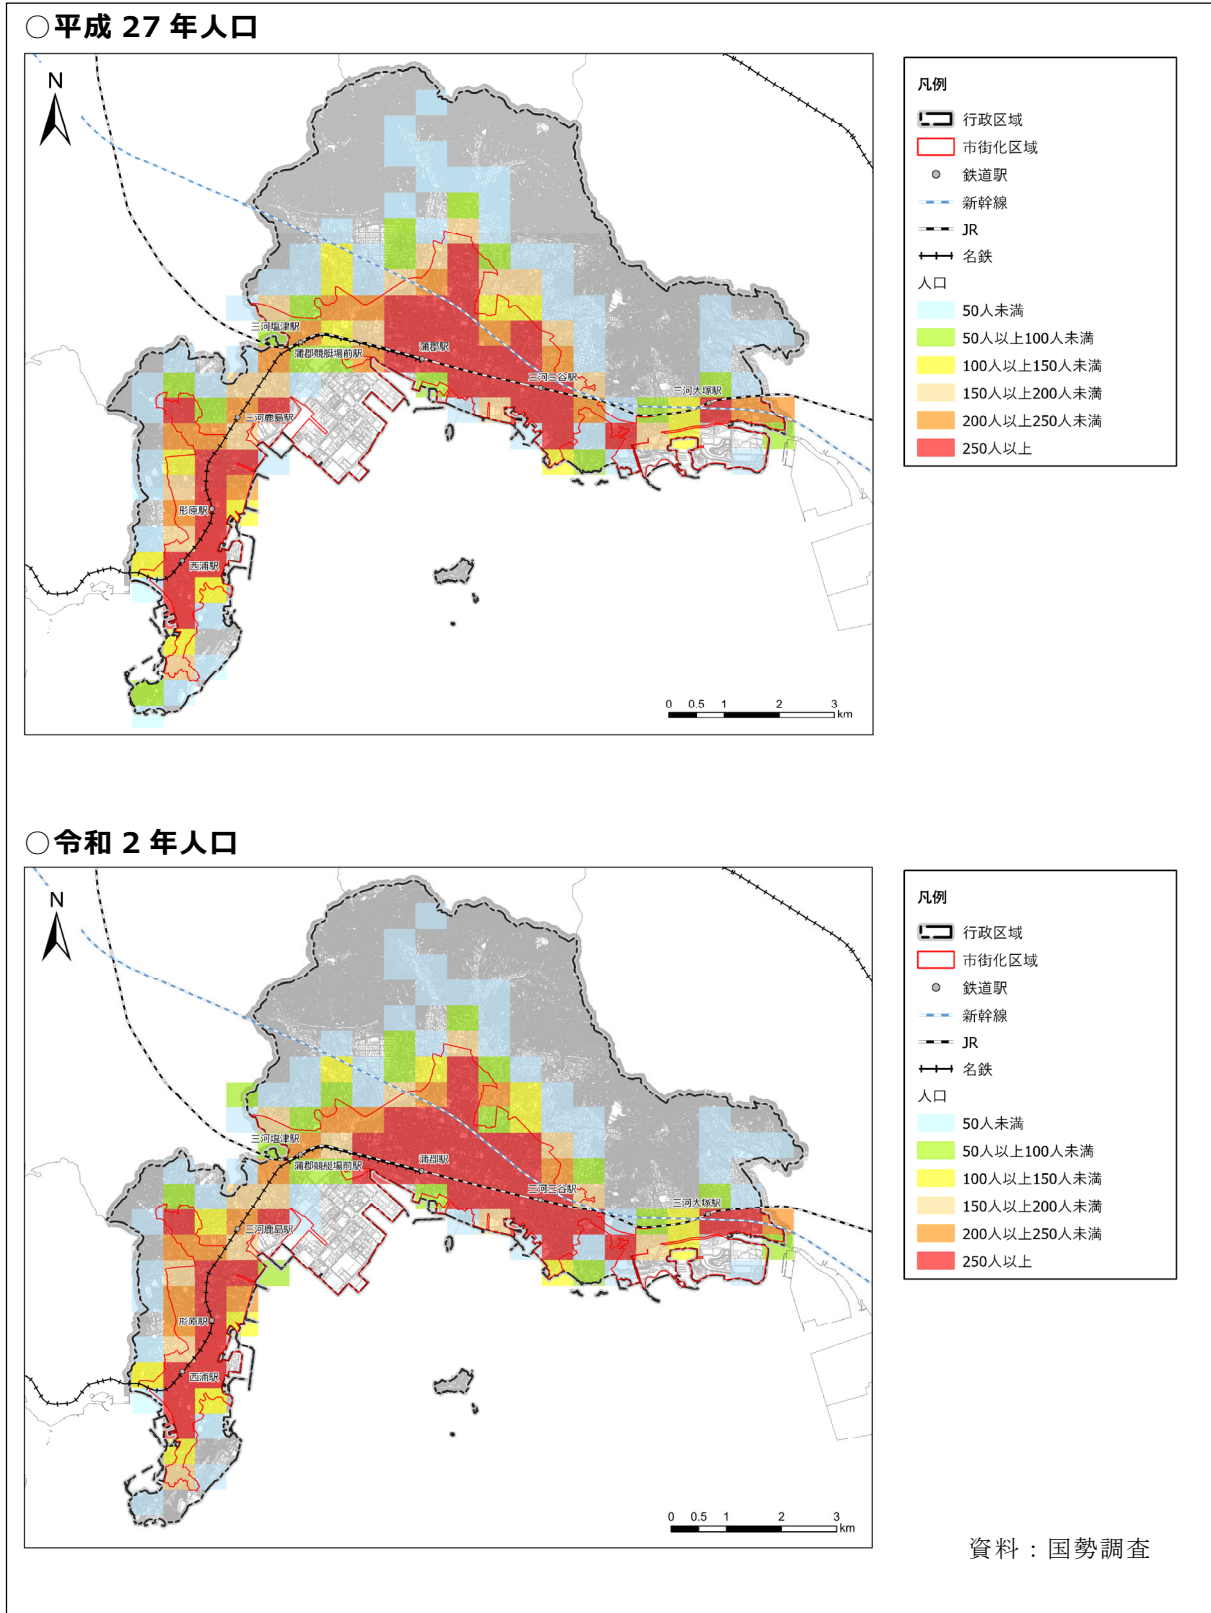 ○平成 27 年人口
N
三河塩津駅
蒲郡競艇場前駅
蒲郡駅
三河三谷駅
三河大塚駅
三河鹿島駅
形原駅
西浦駅
0 0.5 1 2 3
km
凡例
行政区域
市街化区域
鉄道駅
新幹線
JR
名鉄
人口
50人未満
50人以上100人未満
100人以上150人未満
150人以上200人未満
200人以上250人未満
250人以上
○令和 2 年人口
N
三河塩津駅
蒲郡競艇場前駅
蒲郡駅
三河三谷駅
三河大塚駅
三河鹿島駅
形原駅
西浦駅
0 0.5 1 2 3
km
凡例
行政区域
市街化区域
鉄道駅
新幹線
JR
名鉄
人口
50人未満
50人以上100人未満
100人以上150人未満
150人以上200人未満
200人以上250人未満
250人以上
資料：国勢調査